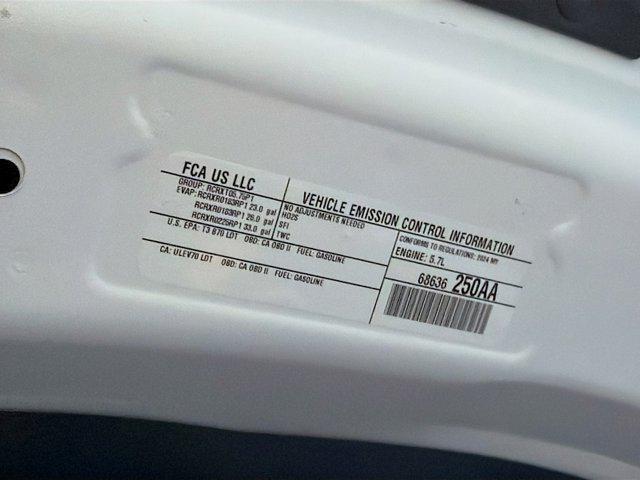 FCA US LLC
GROUP: RCRXT05.75P1
EVAP: RCRXR0183RP1 23.0 gal
RCRXR0183RP1 26.0 gal
RCRXR0225RP1 33.0 gal
U.S. EPA: T3 B70 LDT OBD: CA OBD II FUEL: GASOLINE
CA: ULEV70 LDT OBD: CA OBD II FUEL: GASOLINE
VEHICLE EMISSION CONTROL INFORMATION
NO ADJUSTMENTS NEEDED
HO2S
SFI
TWC
CONFORMS TO REGULATIONS: 2024 MY
ENGINE: 5.7L
68636 250AA